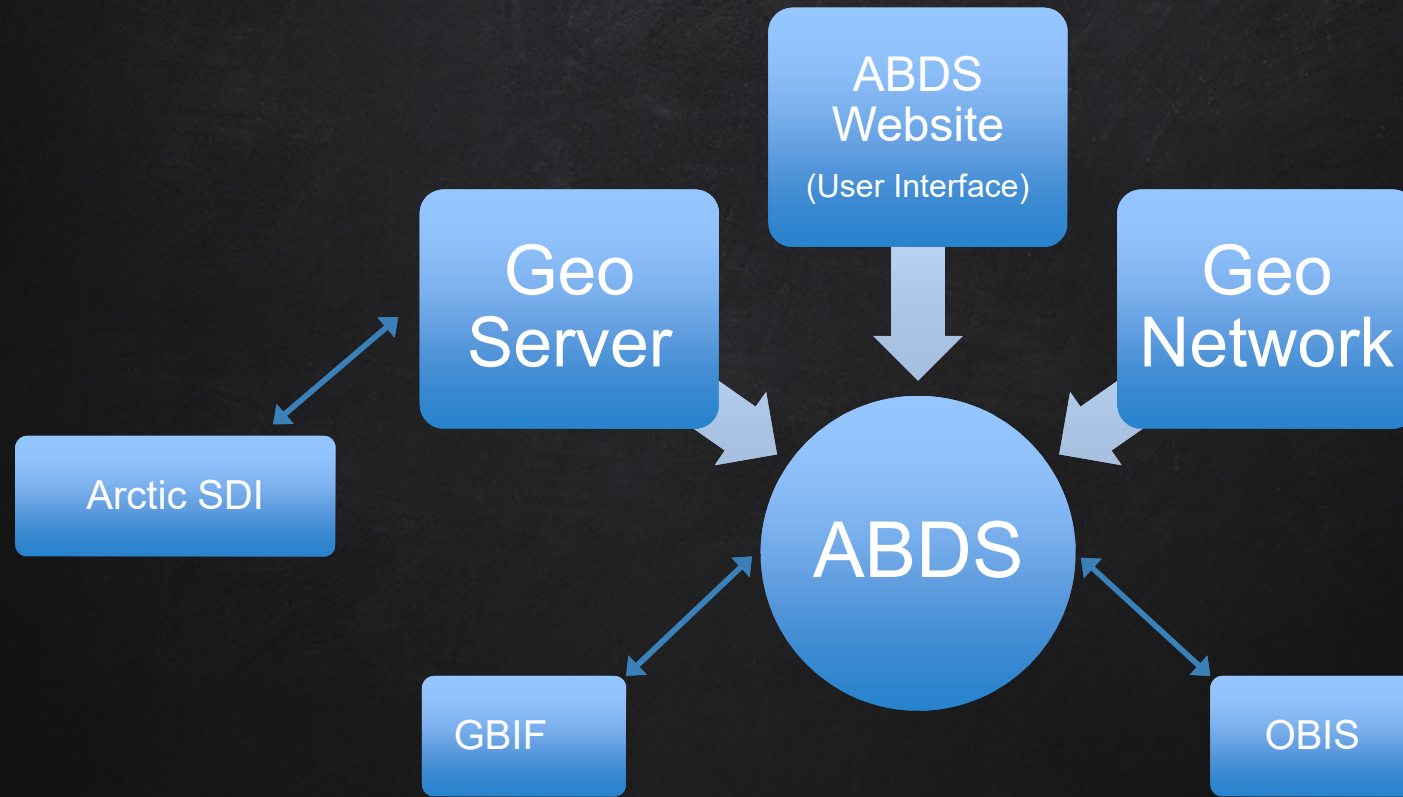 ABDS
Website
(User Interface)
Geo
Server
Geo
Network
Arctic SDI
ABDS
GBIF
OBIS